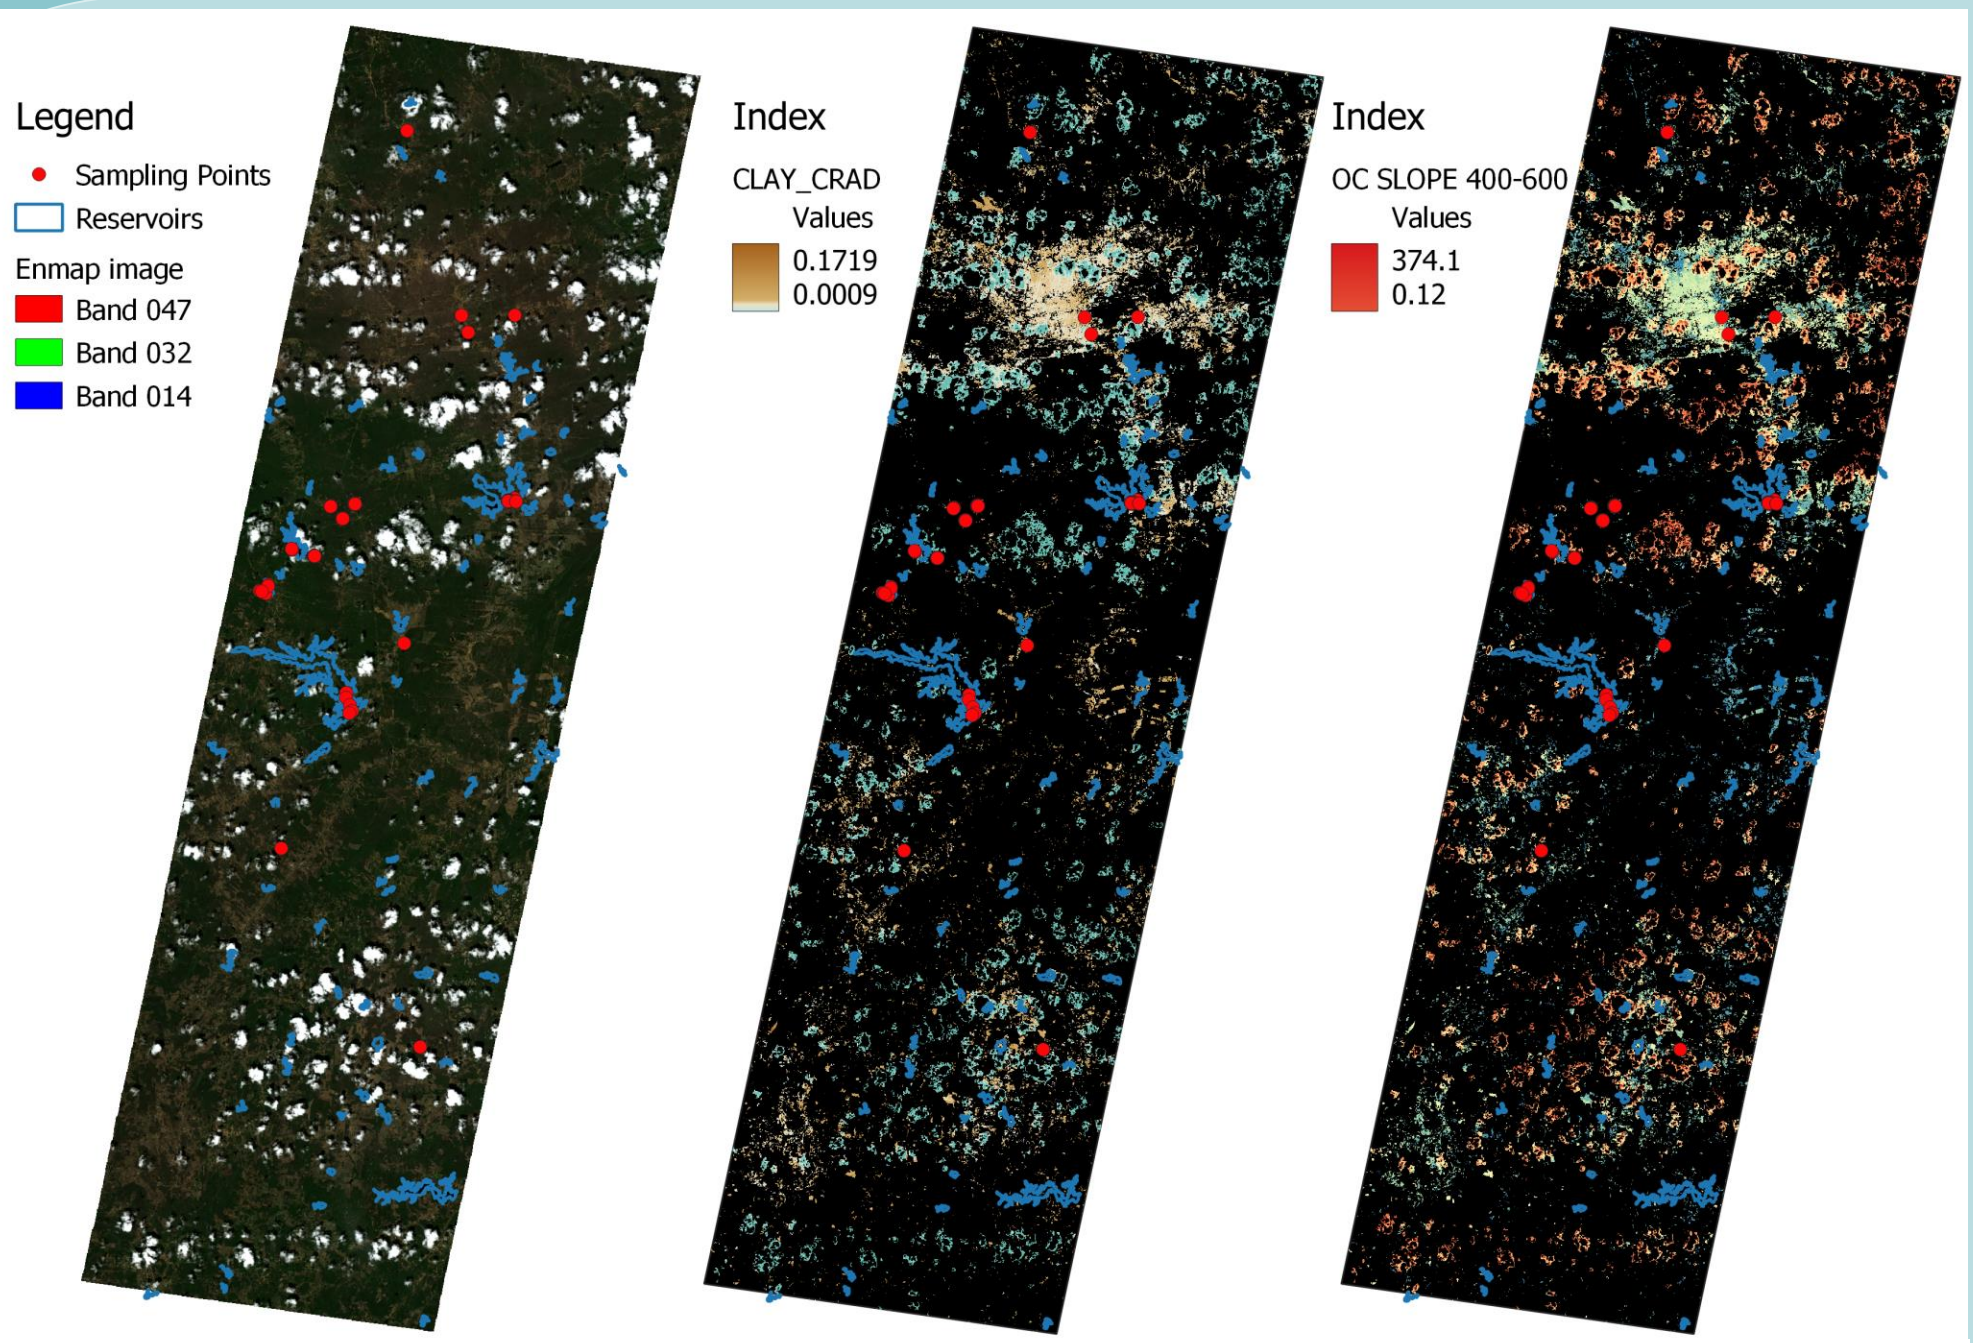 Legend
Sampling Points
Reservoirs
Enmap image
Band 047
Band 032
Band 014
Index
CLAY_CRAD
Values
0.1719
0.0009
Index
OC SLOPE 400-600
Values
374.1
0.12